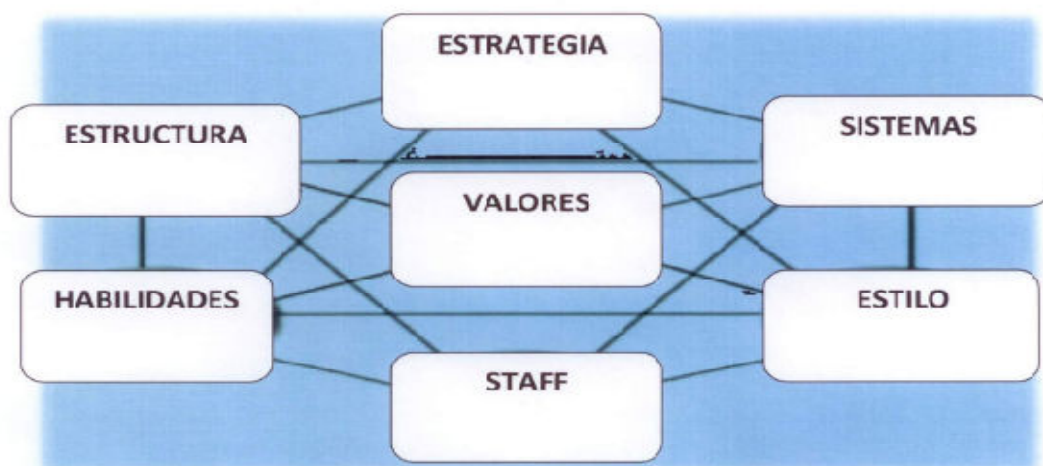 ESTRATEGIA
ESTRUCTURA
SISTEMAS
VALORES
HABILIDADES
ESTILO
STAFF